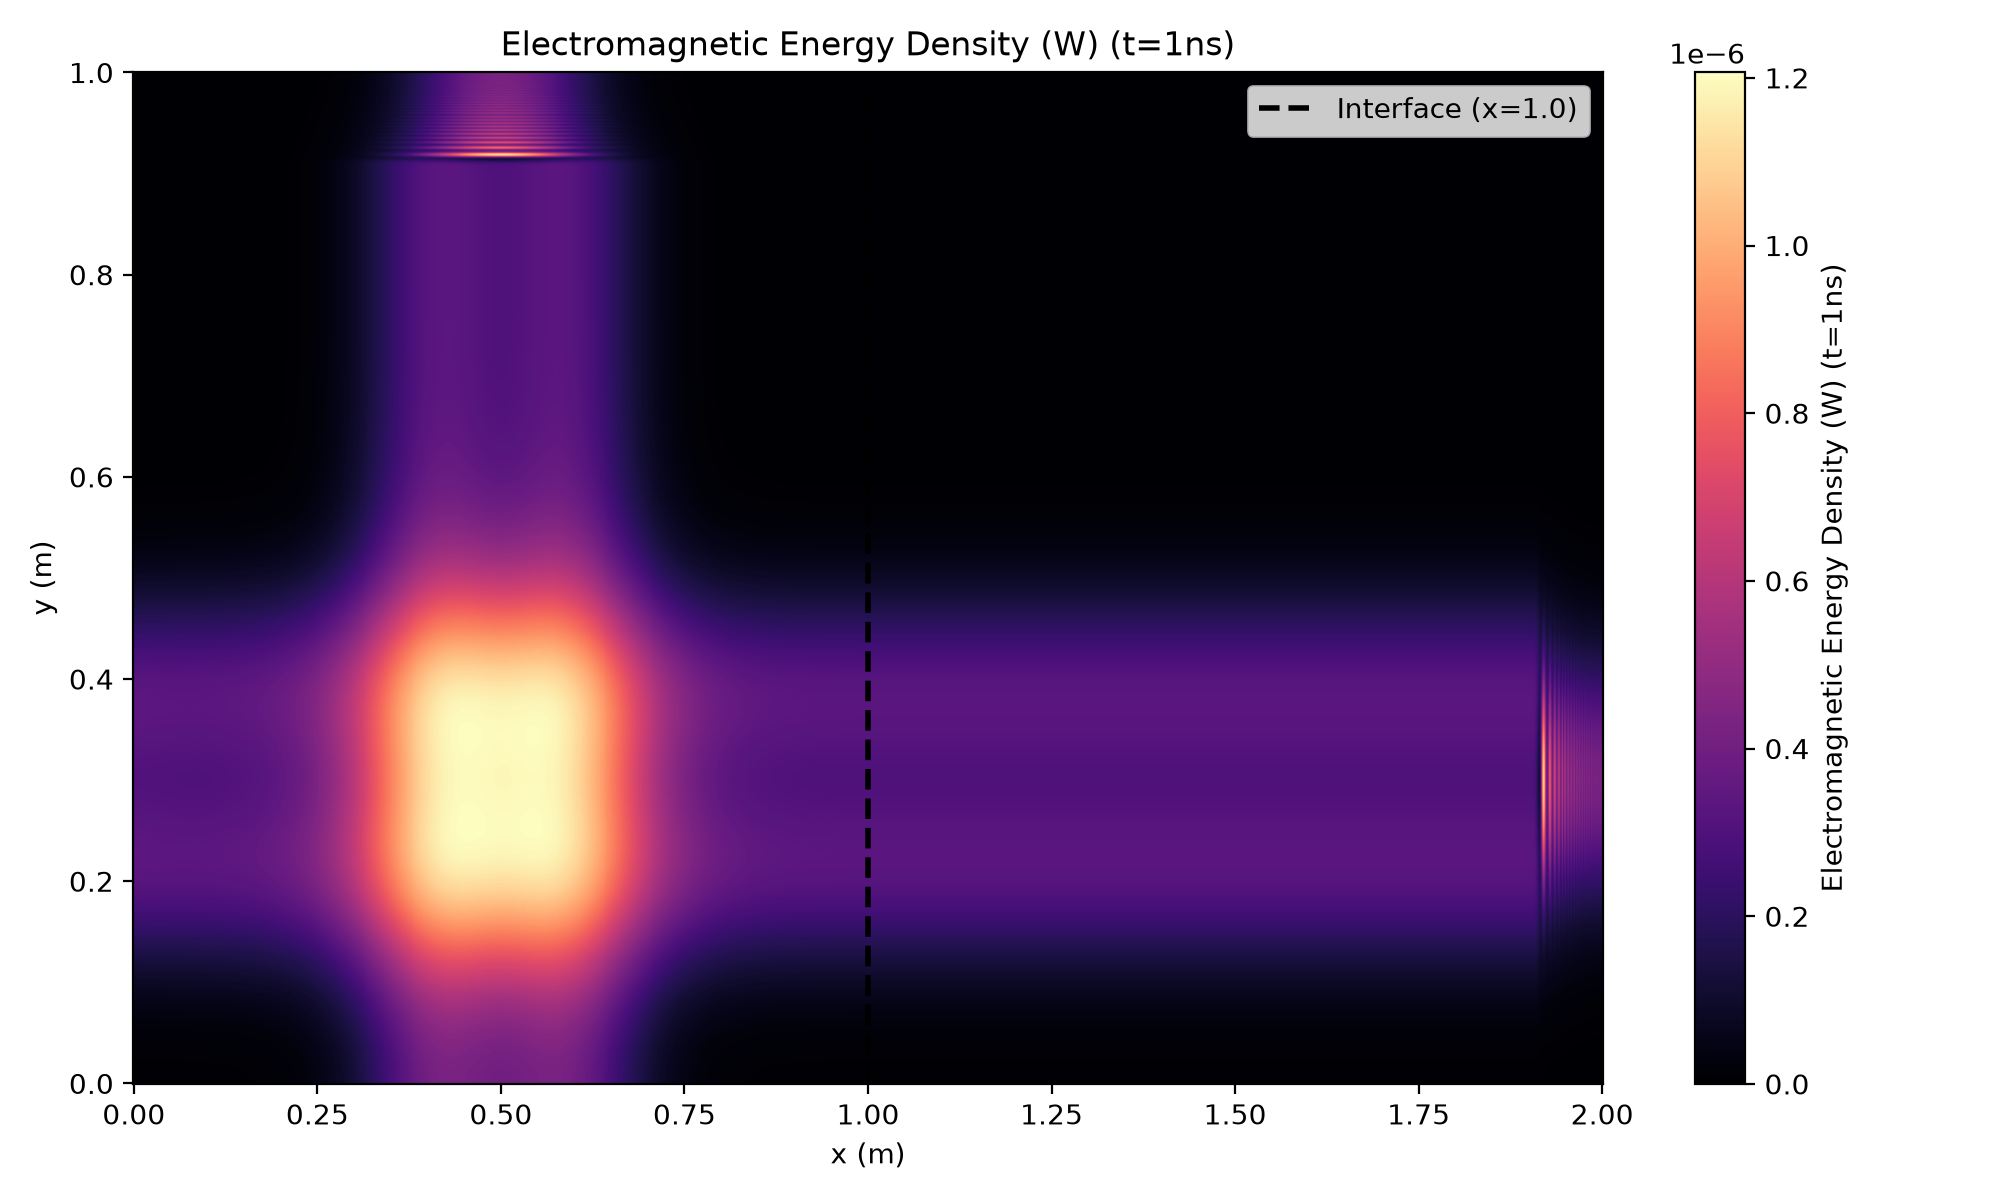 Electromagnetic Energy Density (W) (t=1ns)
1e−6
Interface (x=1.0)
1.0
0.8
0.6
0.4
0.2
0.0
y (m)
0.00 0.25 0.50 0.75 1.00 1.25 1.50 1.75 2.00
x (m)
1.2
1.0
0.8
0.6
0.4
0.2
0.0
Electromagnetic Energy Density (W) (t=1ns)